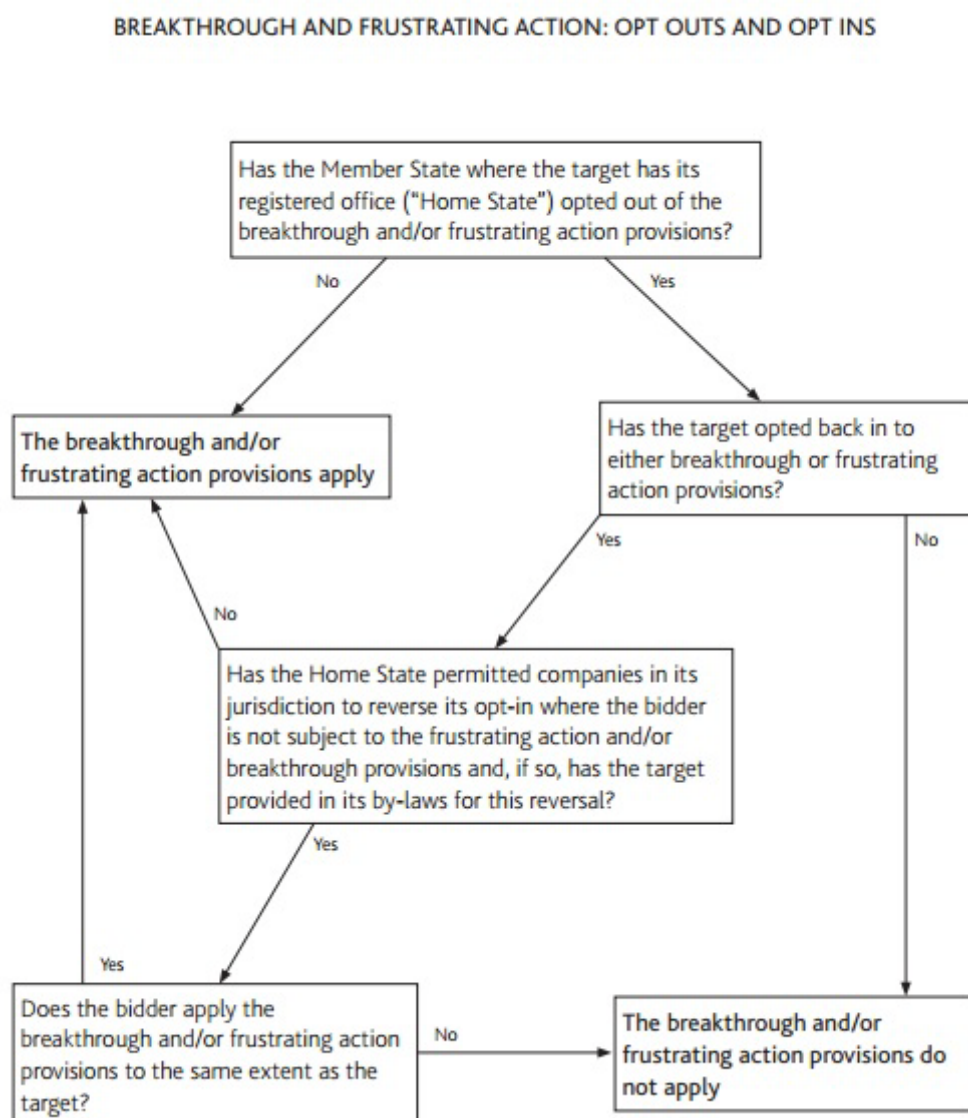 BREAKTHROUGH AND FRUSTRATING ACTION: OPT OUTS AND OPT INS
Has the Member State where the target has its
registered office (“Home State”) opted out of the
breakthrough and/or frustrating action provisions?
No
Yes
The breakthrough and/or
frustrating action provisions apply
Has the target opted back in to
either breakthrough or frustrating
action provisions?
Yes
No
No
Has the Home State permitted companies in its
jurisdiction to reverse its opt-in where the bidder
is not subject to the frustrating action and/or
breakthrough provisions and, if so, has the target
provided in its by-laws for this reversal?
Yes
Yes
Does the bidder apply the
breakthrough and/or frustrating action
provisions to the same extent as the
target?
No
The breakthrough and/or
frustrating action provisions do
not apply